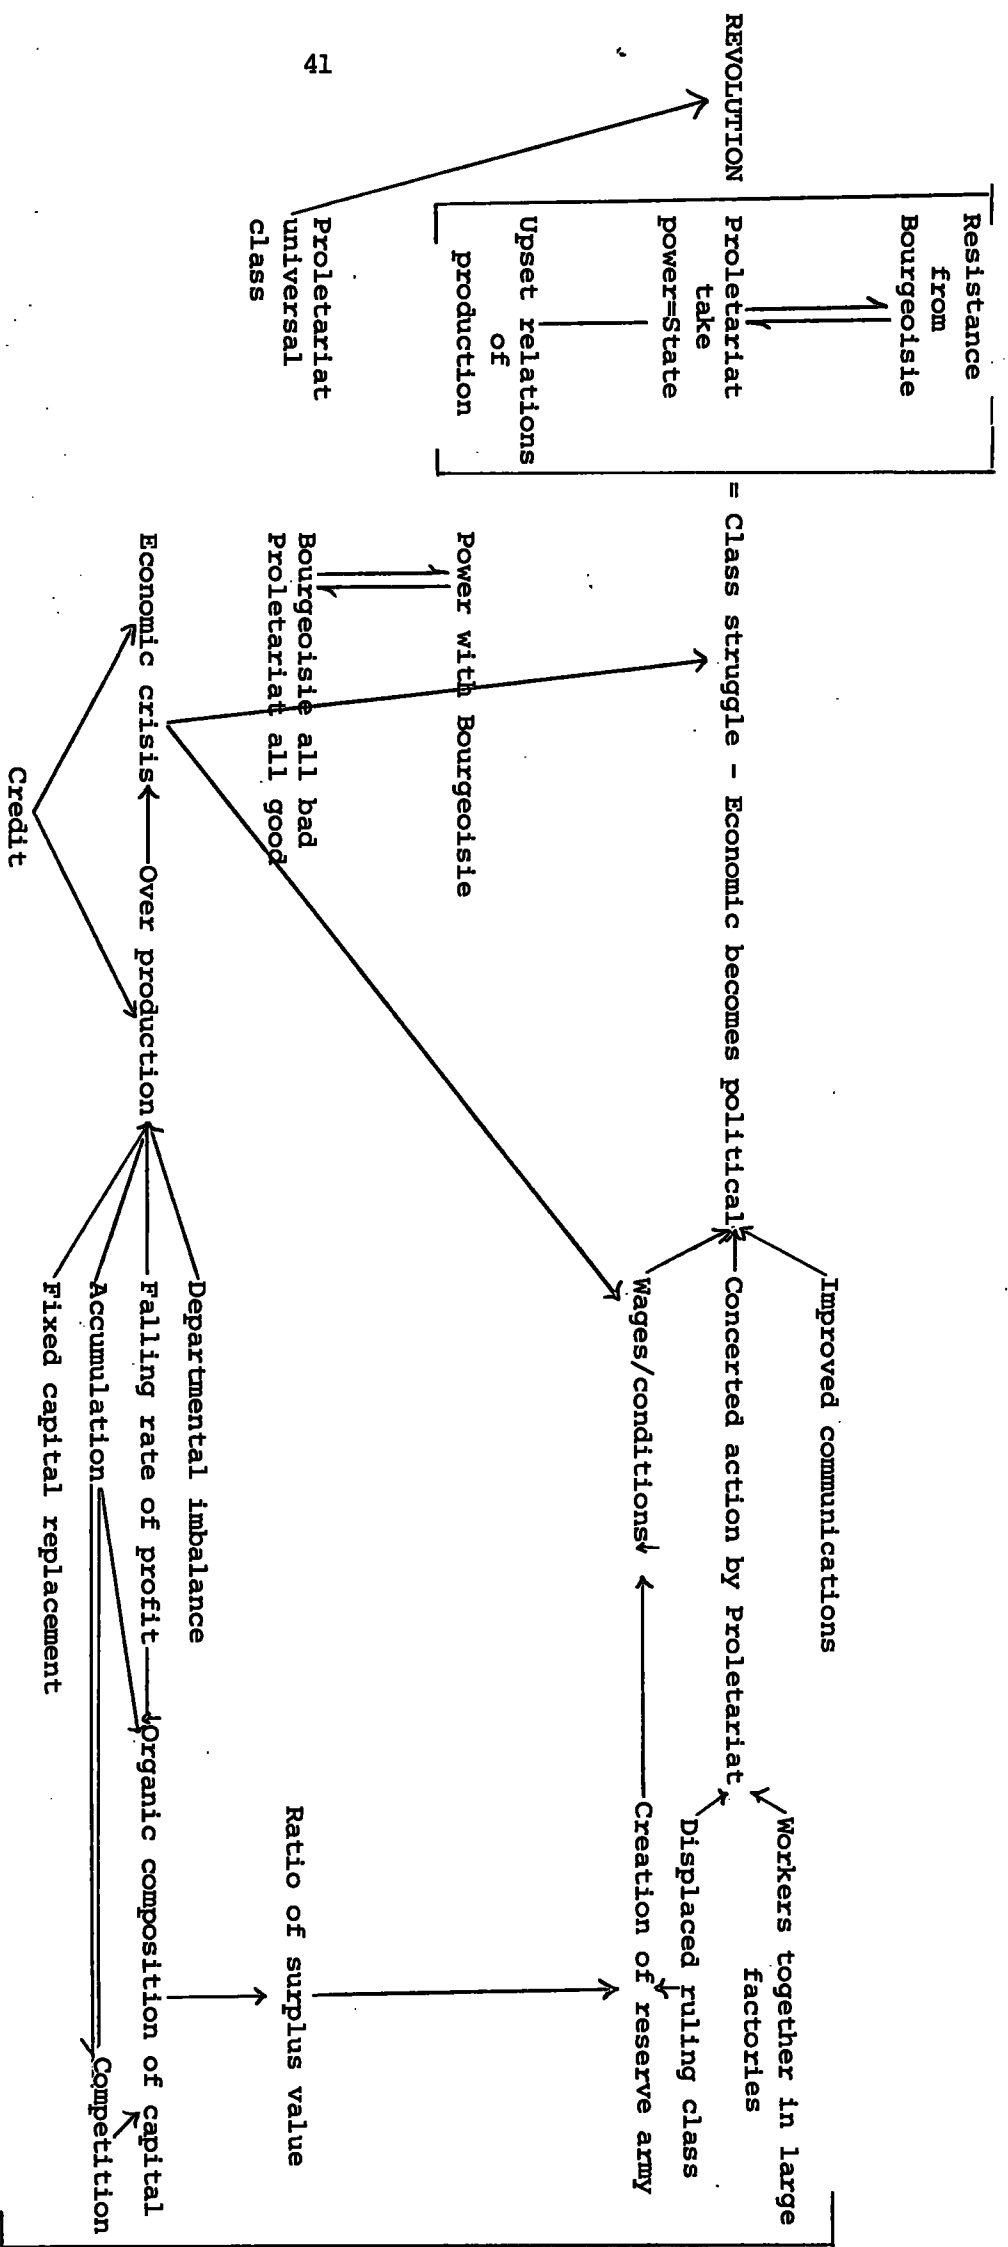 41
REVOLUTION
Resistance
from
Bourgeoisie
Proletariat
take
power=State
Upset relations
of
production
Proletariat
universal
class
= Class struggle - Economic becomes political
Power with Bourgeoisie
Bourgeoisie all bad
Proletariat all good
Economic crisis
Over production
Credit
Improved communications
Concerted action by Proletariat
Wages/conditions
Workers together in large
factories
Displaced ruling class
Creation of reserve army
Ratio of surplus value
Departmental imbalance
Falling rate of profit
Organic composition of capital
Accumulation
Competition
Fixed capital replacement